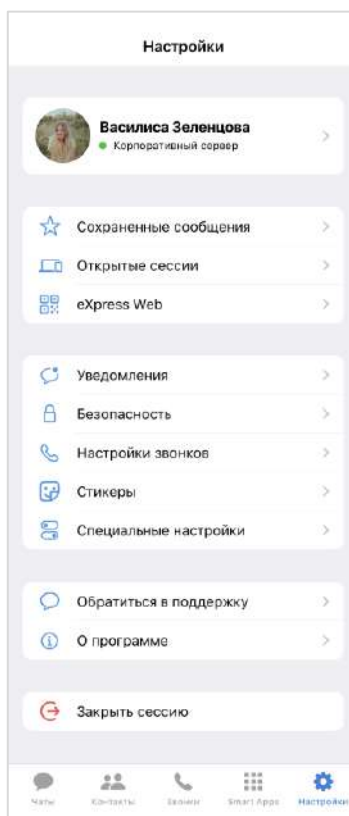 Настройки
Василиса Зеленцова
Корпоративный сервер
Сохраненные сообщения
Открытые сессии
eXpress Web
Уведомления
Безопасность
Настройки звонков
Стикеры
Специальные настройки
Обратиться в поддержку
О программе
Закрыть сессию
Чаты
Контакты
Звонки
Smart Apps
Настройки